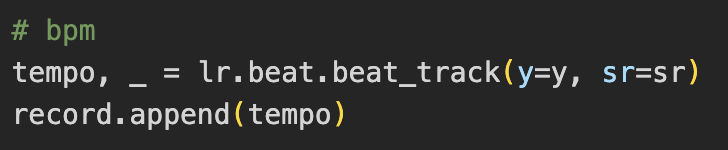 # bpm
tempo, _ = lr.beat.beat_track(y=y, sr=sr)
record.append(tempo)